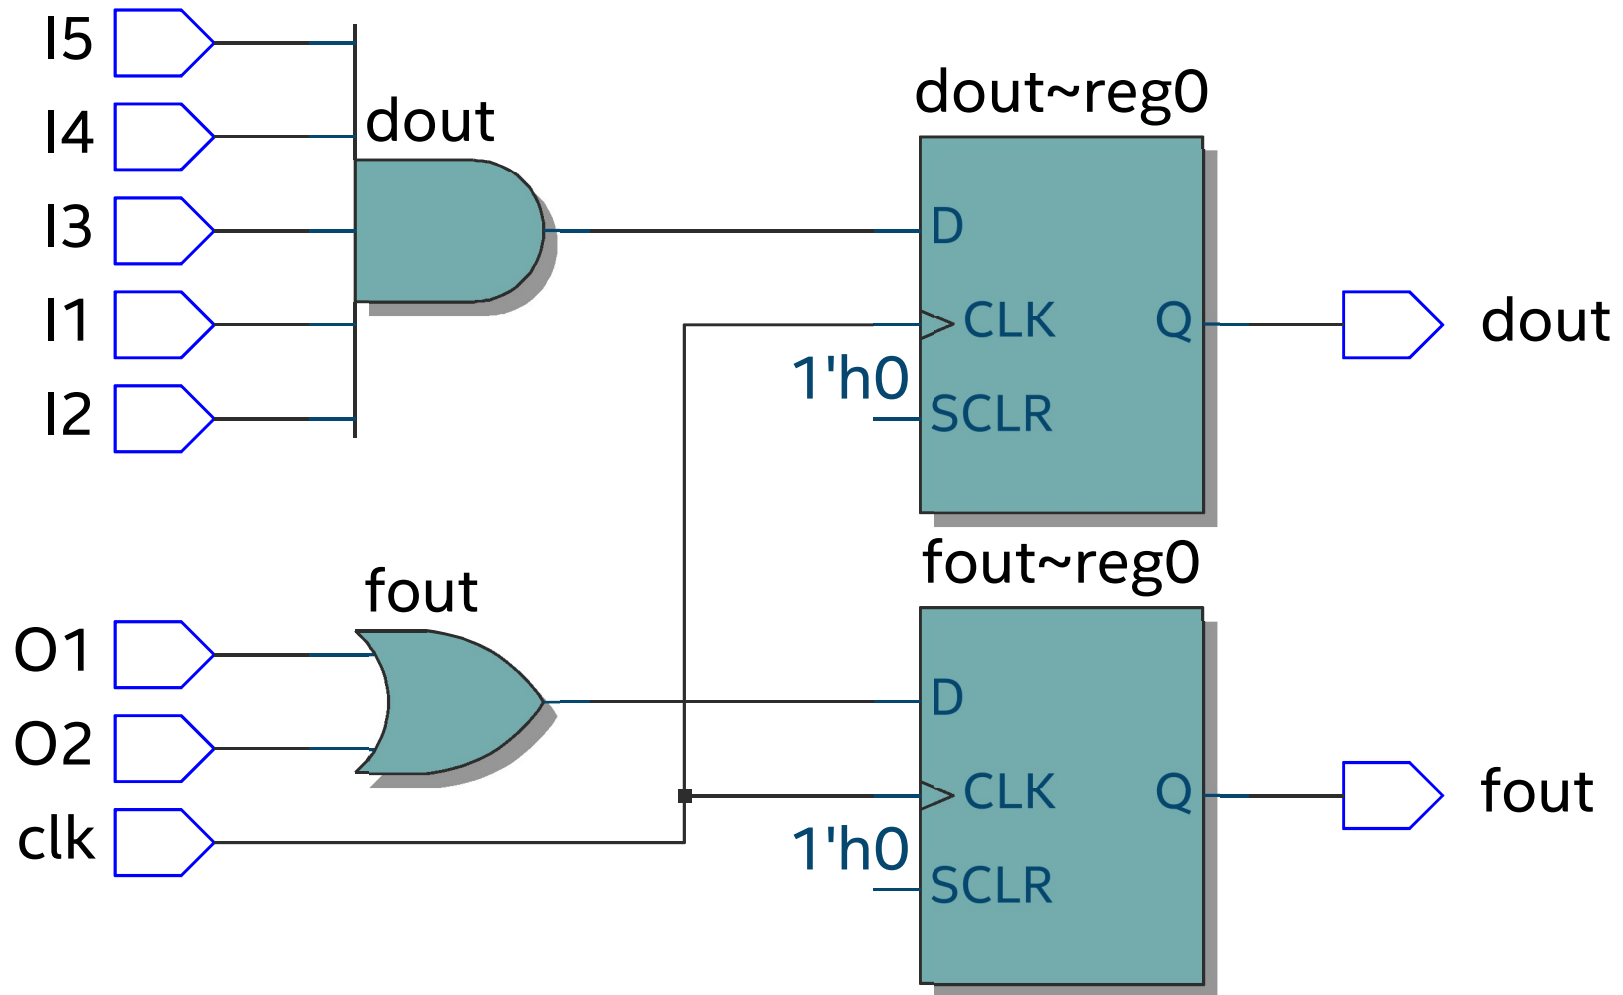 I5
I4
I3
I1
I2
dout
dout~reg0
D
CLK
Q
1'h0
SCLR
dout
O1
O2
clk
fout
fout~reg0
D
CLK
Q
1'h0
SCLR
fout